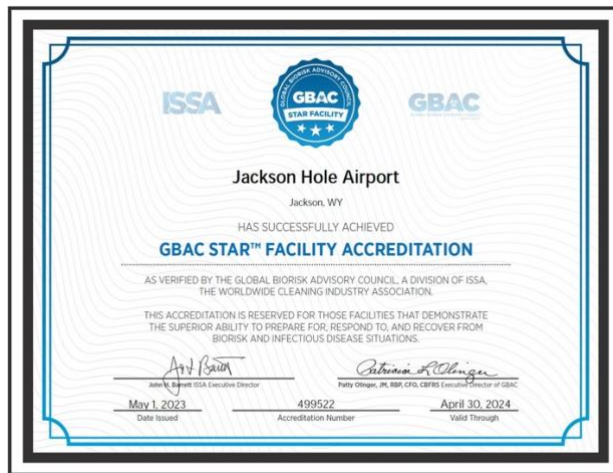 GLOBAL BIORISK ADVISORY COUNCIL
ISSA
GBAC
STAR FACILITY
GBAC
Jackson Hole Airport
Jackson, WY
HAS SUCCESSFULLY ACHIEVED
GBAC STAR™ FACILITY ACCREDITATION
AS VERIFIED BY THE GLOBAL BIORISK ADVISORY COUNCIL, A DIVISION OF ISSA,
THE WORLDWIDE CLEANING INDUSTRY ASSOCIATION.
THIS ACCREDITATION IS RESERVED FOR THOSE FACILITIES THAT DEMONSTRATE
THE SUPERIOR ABILITY TO PREPARE FOR, RESPOND TO, AND RECOVER FROM
BIORISK AND INFECTIOUS DISEASE SITUATIONS.
Patricia L Olinger
John H. Barrett ISSA Executive Director
Patty Olinger, JM, RBP, CFO, CBFRS Executive Director of GBAC
May 1, 2023 499522 April 30, 2024
Date Issued Accreditation Number Valid Through